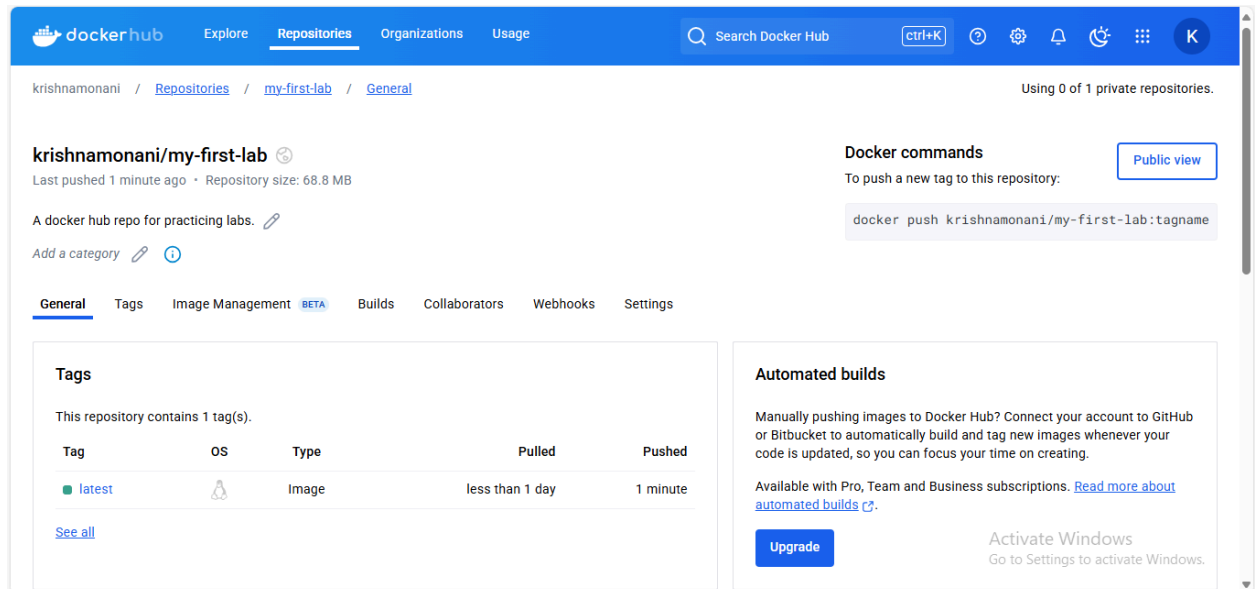 dockerhub Explore Repositories Organizations Usage Search Docker Hub ctrl+K K
krishnamonani / Repositories / my-first-lab / General Using 0 of 1 private repositories.
krishnamonani/my-first-lab
Last pushed 1 minute ago • Repository size: 68.8 MB
A docker hub repo for practicing labs.
Add a category
Docker commands
To push a new tag to this repository:
Public view
docker push krishnamonani/my-first-lab:tagname
General Tags Image Management BETA Builds Collaborators Webhooks Settings
Tags
This repository contains 1 tag(s).
Tag OS Type Pulled Pushed
latest Image less than 1 day 1 minute
See all
Automated builds
Manually pushing images to Docker Hub? Connect your account to GitHub
or Bitbucket to automatically build and tag new images whenever your
code is updated, so you can focus your time on creating.
Available with Pro, Team and Business subscriptions. Read more about
automated builds .
Upgrade
Activate Windows
Go to Settings to activate Windows.